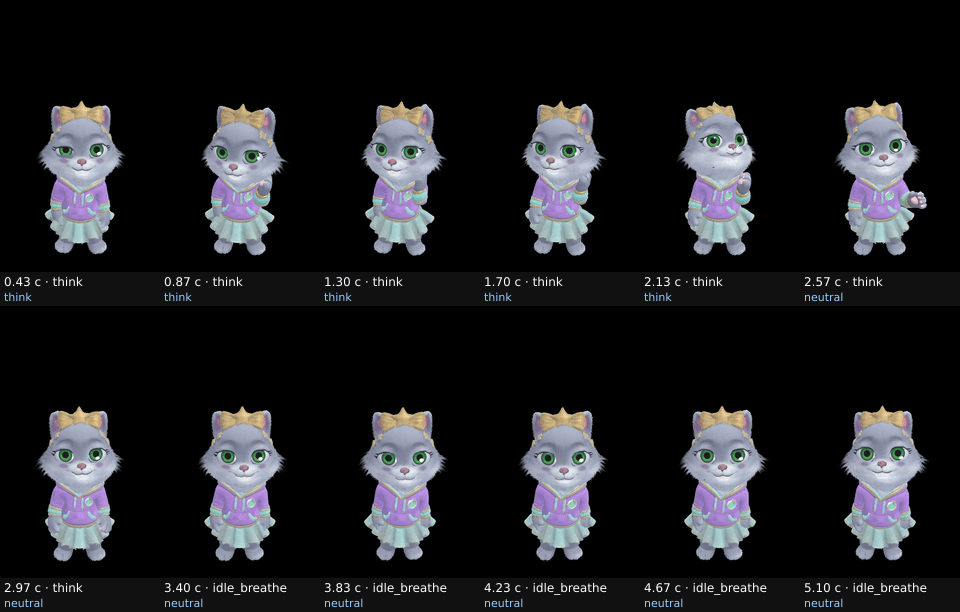 0.43 с · think
think
0.87 с · think
think
1.30 с · think
think
1.70 с · think
think
2.13 с · think
think
2.57 с · think
neutral
2.97 с · think
neutral
3.40 с · idle_breathe
neutral
3.83 с · idle_breathe
neutral
4.23 с · idle_breathe
neutral
4.67 с · idle_breathe
neutral
5.10 с · idle_breathe
neutral